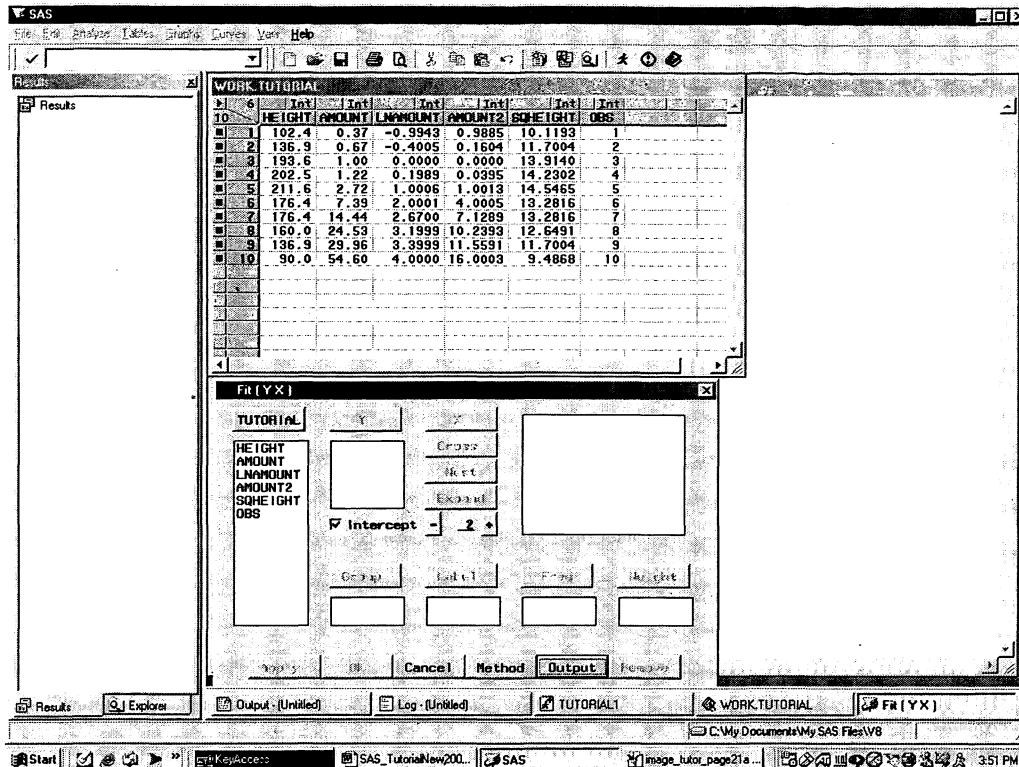 SAS
File Edit Analyze Tables Graphs Curves Vars Help
Results
Results
WORK.TUTORIAL
6 Int Int Int Int Int Int
10 HEIGHT AMOUNT LNAMOUNT AMOUNT2 SQHEIGHT OBS
1 102.4 0.37 -0.9943 0.9885 10.1193 1
2 136.9 0.67 -0.4005 0.1604 11.7004 2
3 193.6 1.00 0.0000 0.0000 13.9140 3
4 202.5 1.22 0.1989 0.0395 14.2302 4
5 211.6 2.72 1.0006 1.0013 14.5465 5
6 176.4 7.39 2.0001 4.0005 13.2816 6
7 176.4 14.44 2.6700 7.1289 13.2816 7
8 160.0 24.53 3.1999 10.2393 12.6491 8
9 136.9 29.96 3.3999 11.5591 11.7004 9
10 90.0 54.60 4.0000 16.0003 9.4868 10
Fit ( Y X )
TUTORIAL Y X
HEIGHT
AMOUNT
LNAMOUNT
AMOUNT2
SQHEIGHT
OBS
Cross
Nest
Expand
Intercept - 2 +
Group Label Freq Weight
Apply OK Cancel Method Output Remove
Results Explorer Output - (Untitled) Log - (Untitled) TUTORIAL1 WORK.TUTORIAL Fit ( Y X )
C:\My Documents\My SAS Files\V8
Start » KeyAccess SAS_TutorialNew200... SAS image_tutor_page21a... 3:51 PM